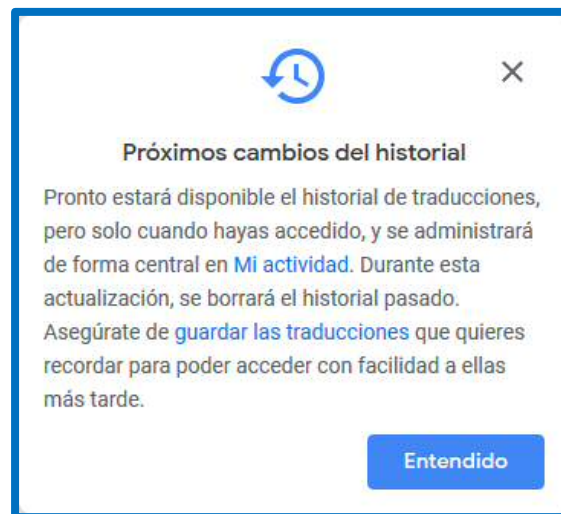 Próximos cambios del historial
Pronto estará disponible el historial de traducciones,
pero solo cuando hayas accedido, y se administrará
de forma central en Mi actividad. Durante esta
actualización, se borrará el historial pasado.
Asegúrate de guardar las traducciones que quieres
recordar para poder acceder con facilidad a ellas
más tarde.
Entendido